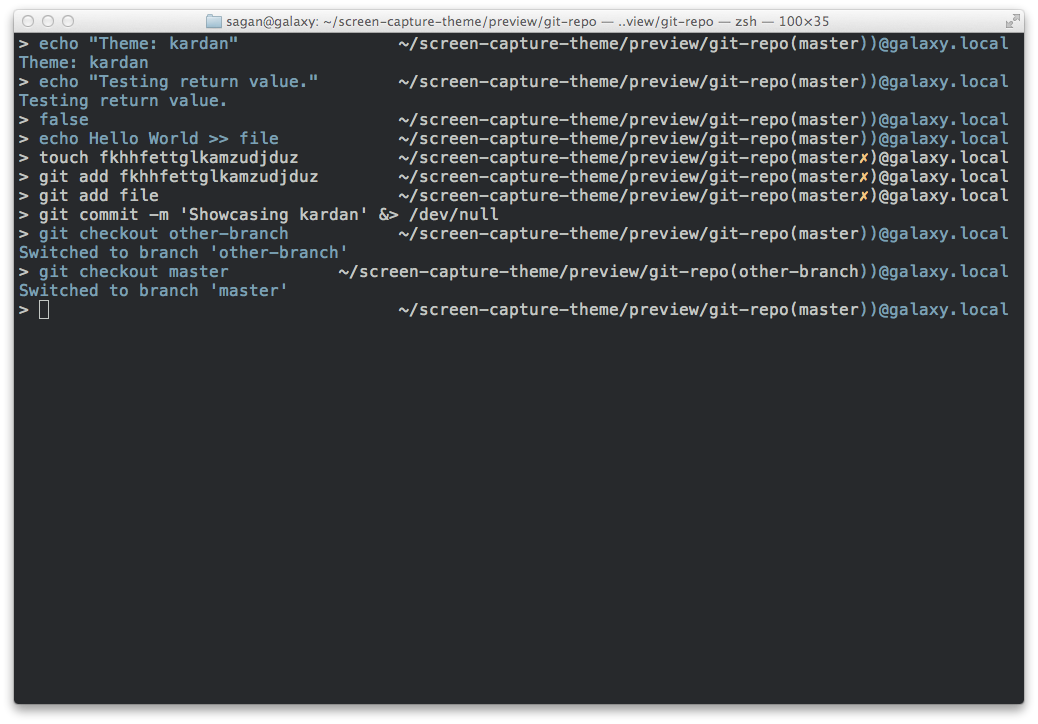 sagan@galaxy: ~/screen-capture-theme/preview/git-repo — ..view/git-repo — zsh — 100×35
> echo "Theme: kardan" ~/screen-capture-theme/preview/git-repo(master))@galaxy.local
Theme: kardan
> echo "Testing return value." ~/screen-capture-theme/preview/git-repo(master))@galaxy.local
Testing return value.
> false ~/screen-capture-theme/preview/git-repo(master))@galaxy.local
> echo Hello World >> file ~/screen-capture-theme/preview/git-repo(master))@galaxy.local
> touch fkhhfettglkamzudjduz ~/screen-capture-theme/preview/git-repo(master✗)@galaxy.local
> git add fkhhfettglkamzudjduz ~/screen-capture-theme/preview/git-repo(master✗)@galaxy.local
> git add file ~/screen-capture-theme/preview/git-repo(master✗)@galaxy.local
> git commit -m 'Showcasing kardan' &> /dev/null
> git checkout other-branch ~/screen-capture-theme/preview/git-repo(master))@galaxy.local
Switched to branch 'other-branch'
> git checkout master ~/screen-capture-theme/preview/git-repo(other-branch))@galaxy.local
Switched to branch 'master'
> ~/screen-capture-theme/preview/git-repo(master))@galaxy.local